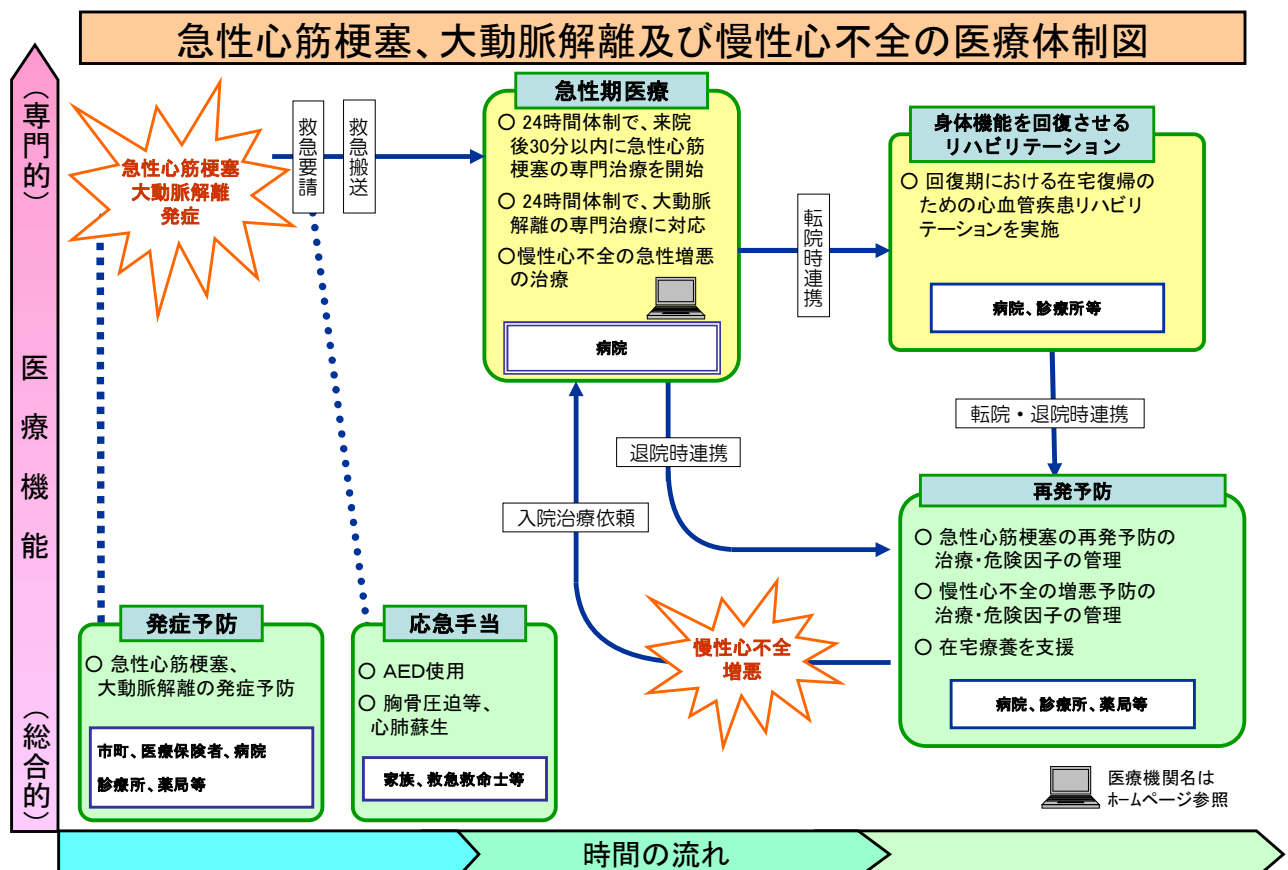 急性心筋梗塞、大動脈解離及び慢性心不全の医療体制図
（専門的）
医療機能
（総合的）
急性心筋梗塞
大動脈解離
発症
救急要請
救急搬送
急性期医療
○ 24時間体制で、来院
後30分以内に急性心筋
梗塞の専門治療を開始
○ 24時間体制で、大動脈
解離の専門治療に対応
○慢性心不全の急性増悪
の治療
病院
転院時連携
身体機能を回復させる
リハビリテーション
○ 回復期における在宅復帰の
ための心血管疾患リハビリ
テーションを実施
病院、診療所等
転院・退院時連携
退院時連携
入院治療依頼
再発予防
○ 急性心筋梗塞の再発予防の
治療・危険因子の管理
○ 慢性心不全の増悪予防の
治療・危険因子の管理
○ 在宅療養を支援
病院、診療所、薬局等
慢性心不全
増悪
発症予防
○ 急性心筋梗塞、
大動脈解離の発症予防
市町、医療保険者、病院
診療所、薬局等
応急手当
○ AED使用
○ 胸骨圧迫等、
心肺蘇生
家族、救急救命士等
医療機関名は
ホームページ参照
時間の流れ